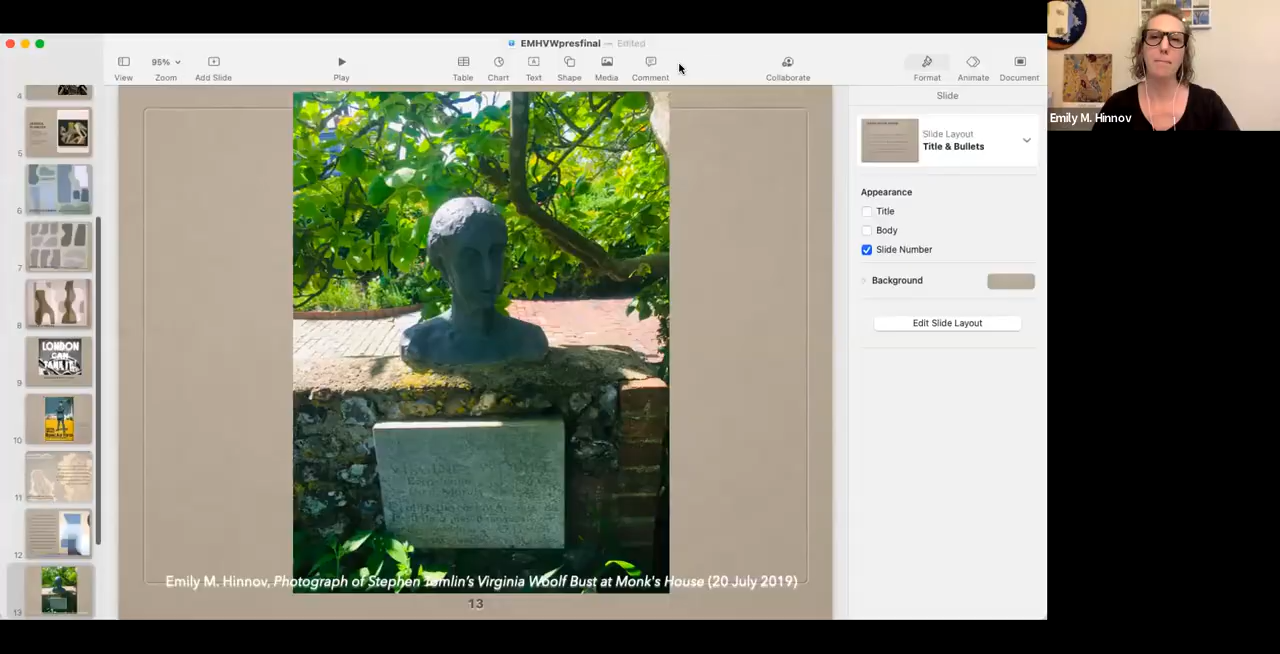 EMHVWpresfinal — Edited
95%
View Zoom Add Slide Play Table Chart Text Shape Media Comment Collaborate Format Animate Document
Emily M. Hinnov
Slide
Slide Layout
Title & Bullets
Appearance
Title
Body
Slide Number
Background
Edit Slide Layout
4
5
6
7
8
LONDON
CAN
TAKE IT!
9
10
11
12
13
VIRGINIA WOOLF
Emily M. Hinnov, Photograph of Stephen Tomlin's Virginia Woolf Bust at Monk's House (20 July 2019)
13